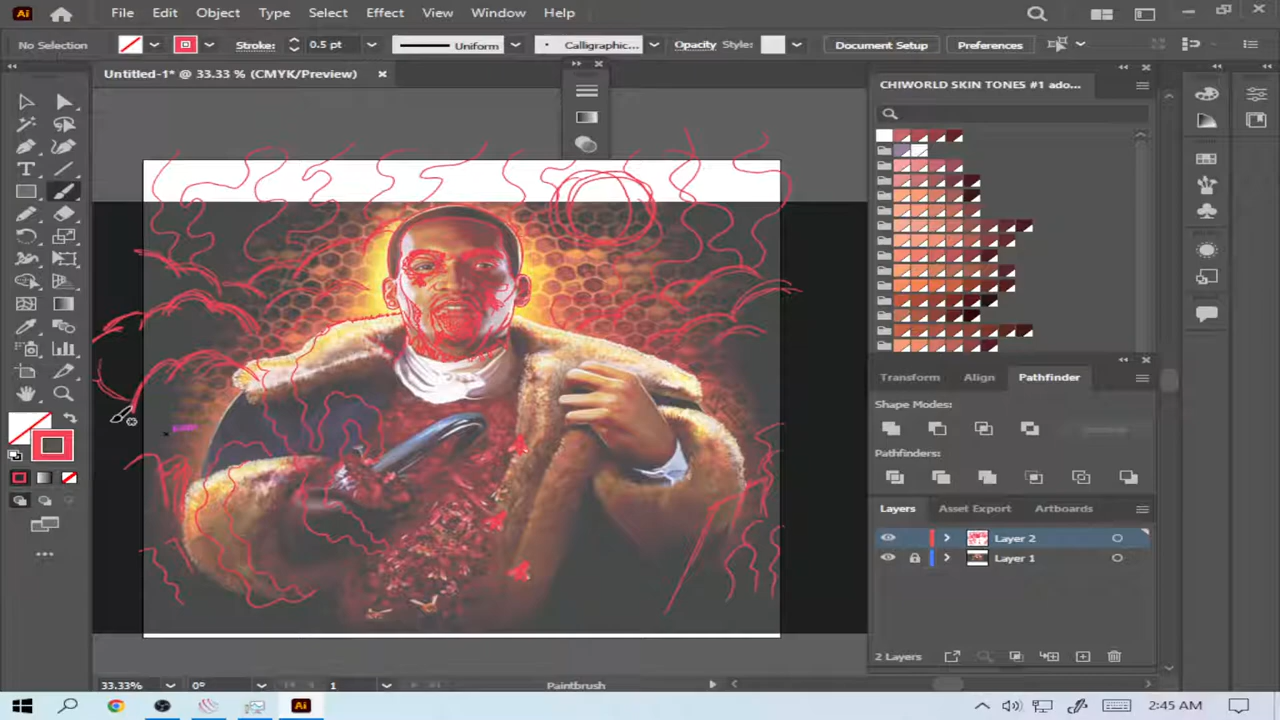 Ai File Edit Object Type Select Effect View Window Help
No Selection Stroke: 0.5 pt Uniform Calligraphic... Opacity Style: Document Setup Preferences
Untitled-1* @ 33.33 % (CMYK/Preview)
CHIWORLD SKIN TONES #1 ado...
Transform Align Pathfinder
Shape Modes:
Pathfinders:
Layers Asset Export Artboards
Layer 2
Layer 1
2 Layers
33.33% 0° 1 Paintbrush
Ai 2:45 AM